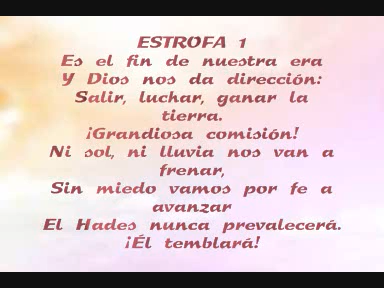 ESTROFA 1
Es el fin de nuestra era
Y Dios nos da dirección:
Salir, luchar, ganar la
tierra.
¡Grandiosa comisión!
Ni sol, ni lluvia nos van a
frenar,
Sin miedo vamos por fe a
avanzar
El Hades nunca prevalecerá.
¡Él temblará!